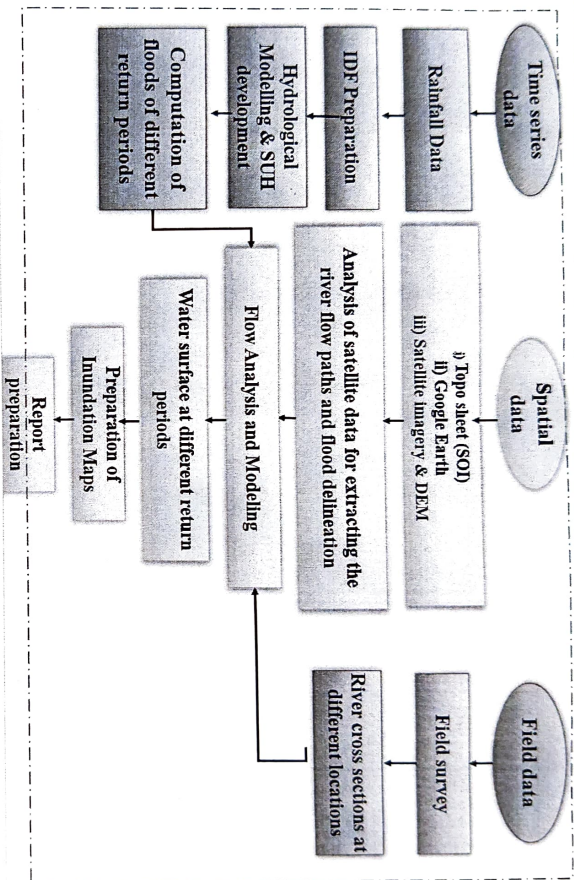 Time series
data
Rainfall Data
IDF Preparation
Hydrological
Modelling & SUH
development
Computation of
floods of different
return periods
Spatial
data
i) Topo sheet (SOI)
ii) Google Earth
iii) Satellite imagery & DEM
Analysis of satellite data for extracting the
river flow paths and flood delineation
Flow Analysis and Modeling
Water surface at different return
periods
Preparation of
Inundation Maps
Report
preparation
Field data
Field survey
River cross sections at
different locations